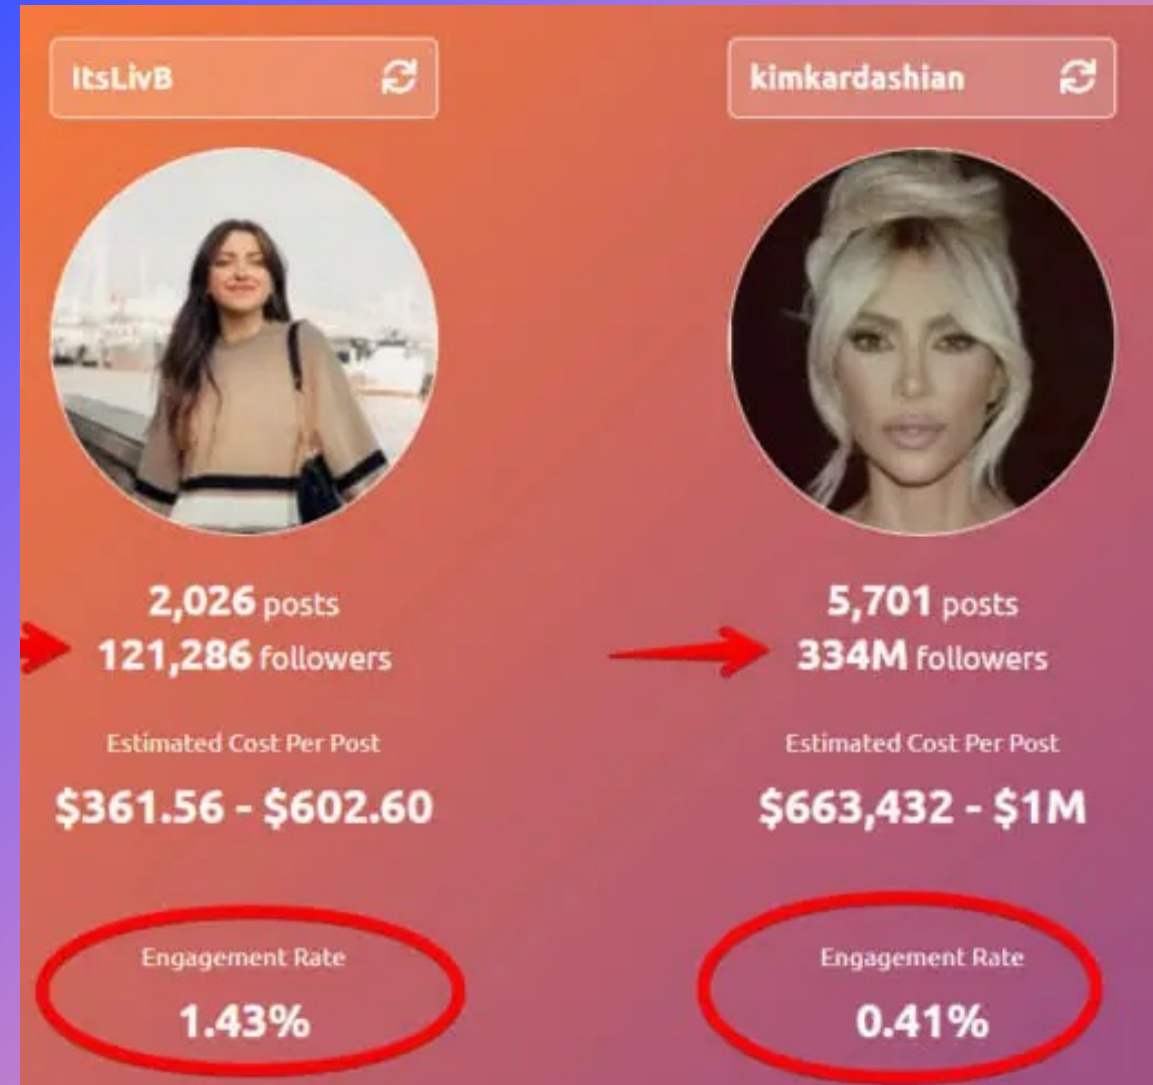 ItsLivB
2,026 posts
121,286 followers
Estimated Cost Per Post
$361.56 - $602.60
Engagement Rate
1.43%
kimkardashian
5,701 posts
334M followers
Estimated Cost Per Post
$663,432 - $1M
Engagement Rate
0.41%